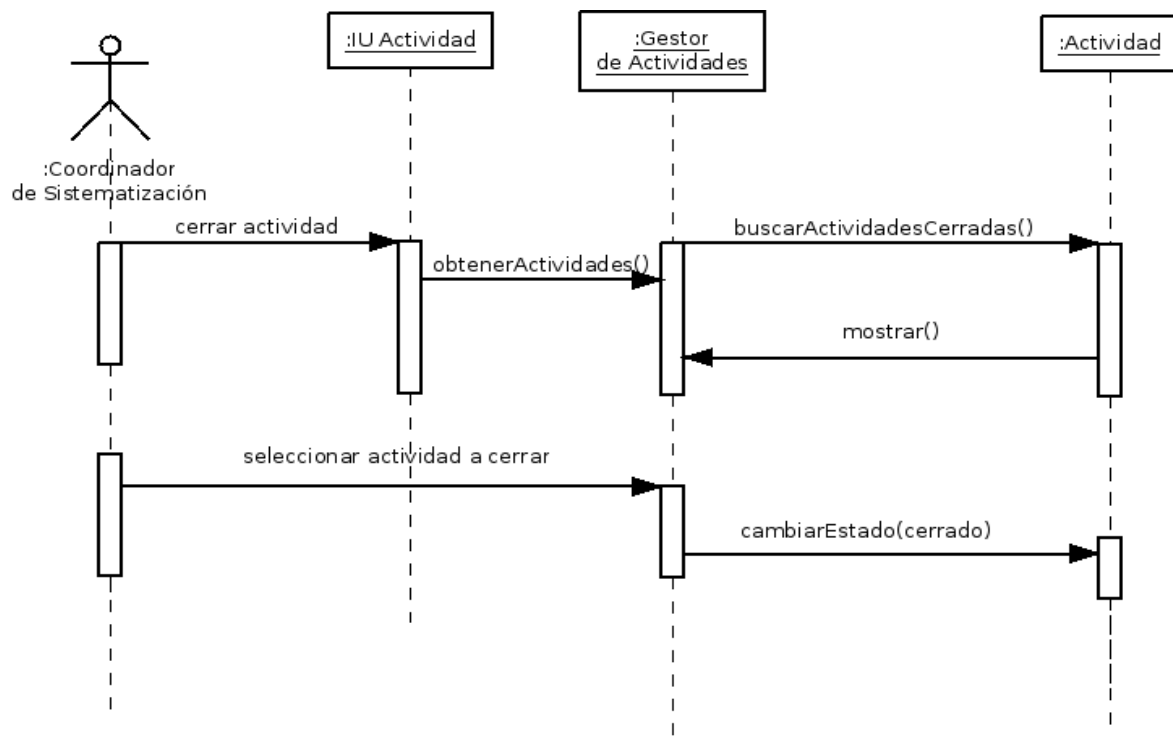 :IU Actividad
:Gestor
de Actividades
:Actividad
:Coordinador
de Sistematización
cerrar actividad
buscarActividadesCerradas()
obtenerActividades()
mostrar()
seleccionar actividad a cerrar
cambiarEstado(cerrado)